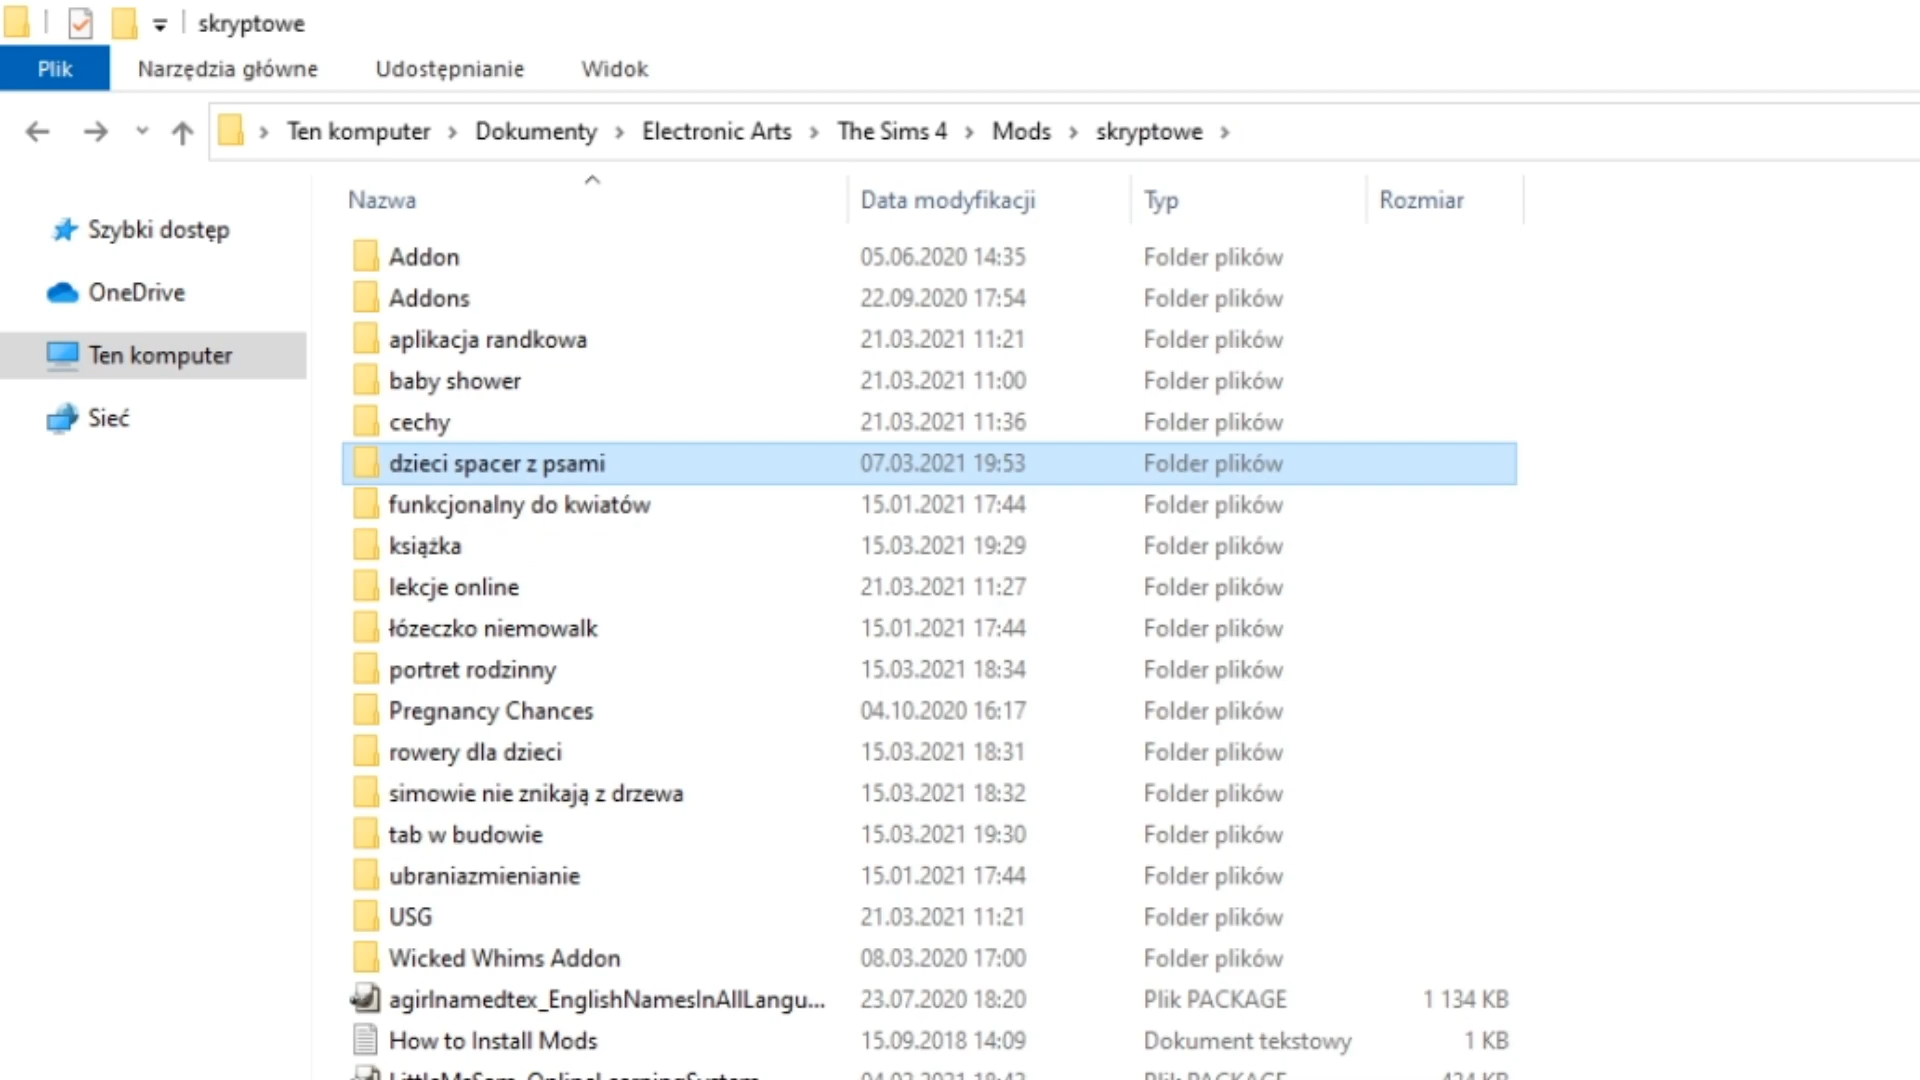 skryptowe
Plik Narzędzia główne Udostępnianie Widok
Ten komputer Dokumenty Electronic Arts The Sims 4 Mods skryptowe
Nazwa Data modyfikacji Typ Rozmiar
Szybki dostęp
OneDrive
Ten komputer
Sieć
Addon 05.06.2020 14:35 Folder plików
Addons 22.09.2020 17:54 Folder plików
aplikacja randkowa 21.03.2021 11:21 Folder plików
baby shower 21.03.2021 11:00 Folder plików
cechy 21.03.2021 11:36 Folder plików
dzieci spacer z psami 07.03.2021 19:53 Folder plików
funkcjonalny do kwiatów 15.01.2021 17:44 Folder plików
książka 15.03.2021 19:29 Folder plików
lekcje online 21.03.2021 11:27 Folder plików
łózeczko niemowalk 15.01.2021 17:44 Folder plików
portret rodzinny 15.03.2021 18:34 Folder plików
Pregnancy Chances 04.10.2020 16:17 Folder plików
rowery dla dzieci 15.03.2021 18:31 Folder plików
simowie nie znikają z drzewa 15.03.2021 18:32 Folder plików
tab w budowie 15.03.2021 19:30 Folder plików
ubraniazmienianie 15.01.2021 17:44 Folder plików
USG 21.03.2021 11:21 Folder plików
Wicked Whims Addon 08.03.2020 17:00 Folder plików
agirlnamedtex_EnglishNamesInAllLangu... 23.07.2020 18:20 Plik PACKAGE 1 134 KB
How to Install Mods 15.09.2018 14:09 Dokument tekstowy 1 KB